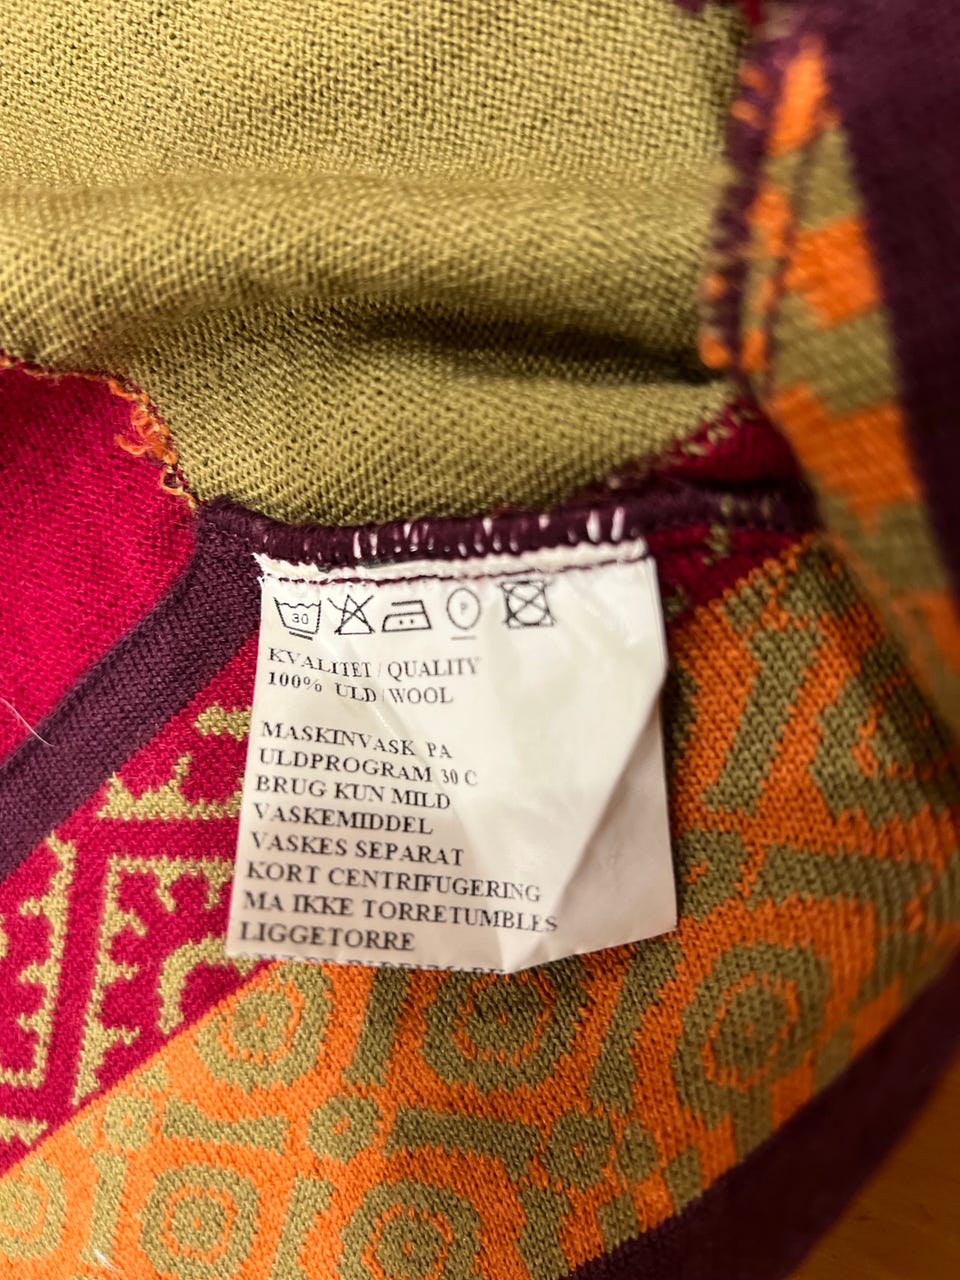 30 P
KVALITET / QUALITY
100% ULD / WOOL
MASKINVASK PA
ULDPROGRAM 30 C
BRUG KUN MILD
VASKEMIDDEL
VASKES SEPARAT
KORT CENTRIFUGERING
MA IKKE TORRETUMBLES
LIGGETORRE